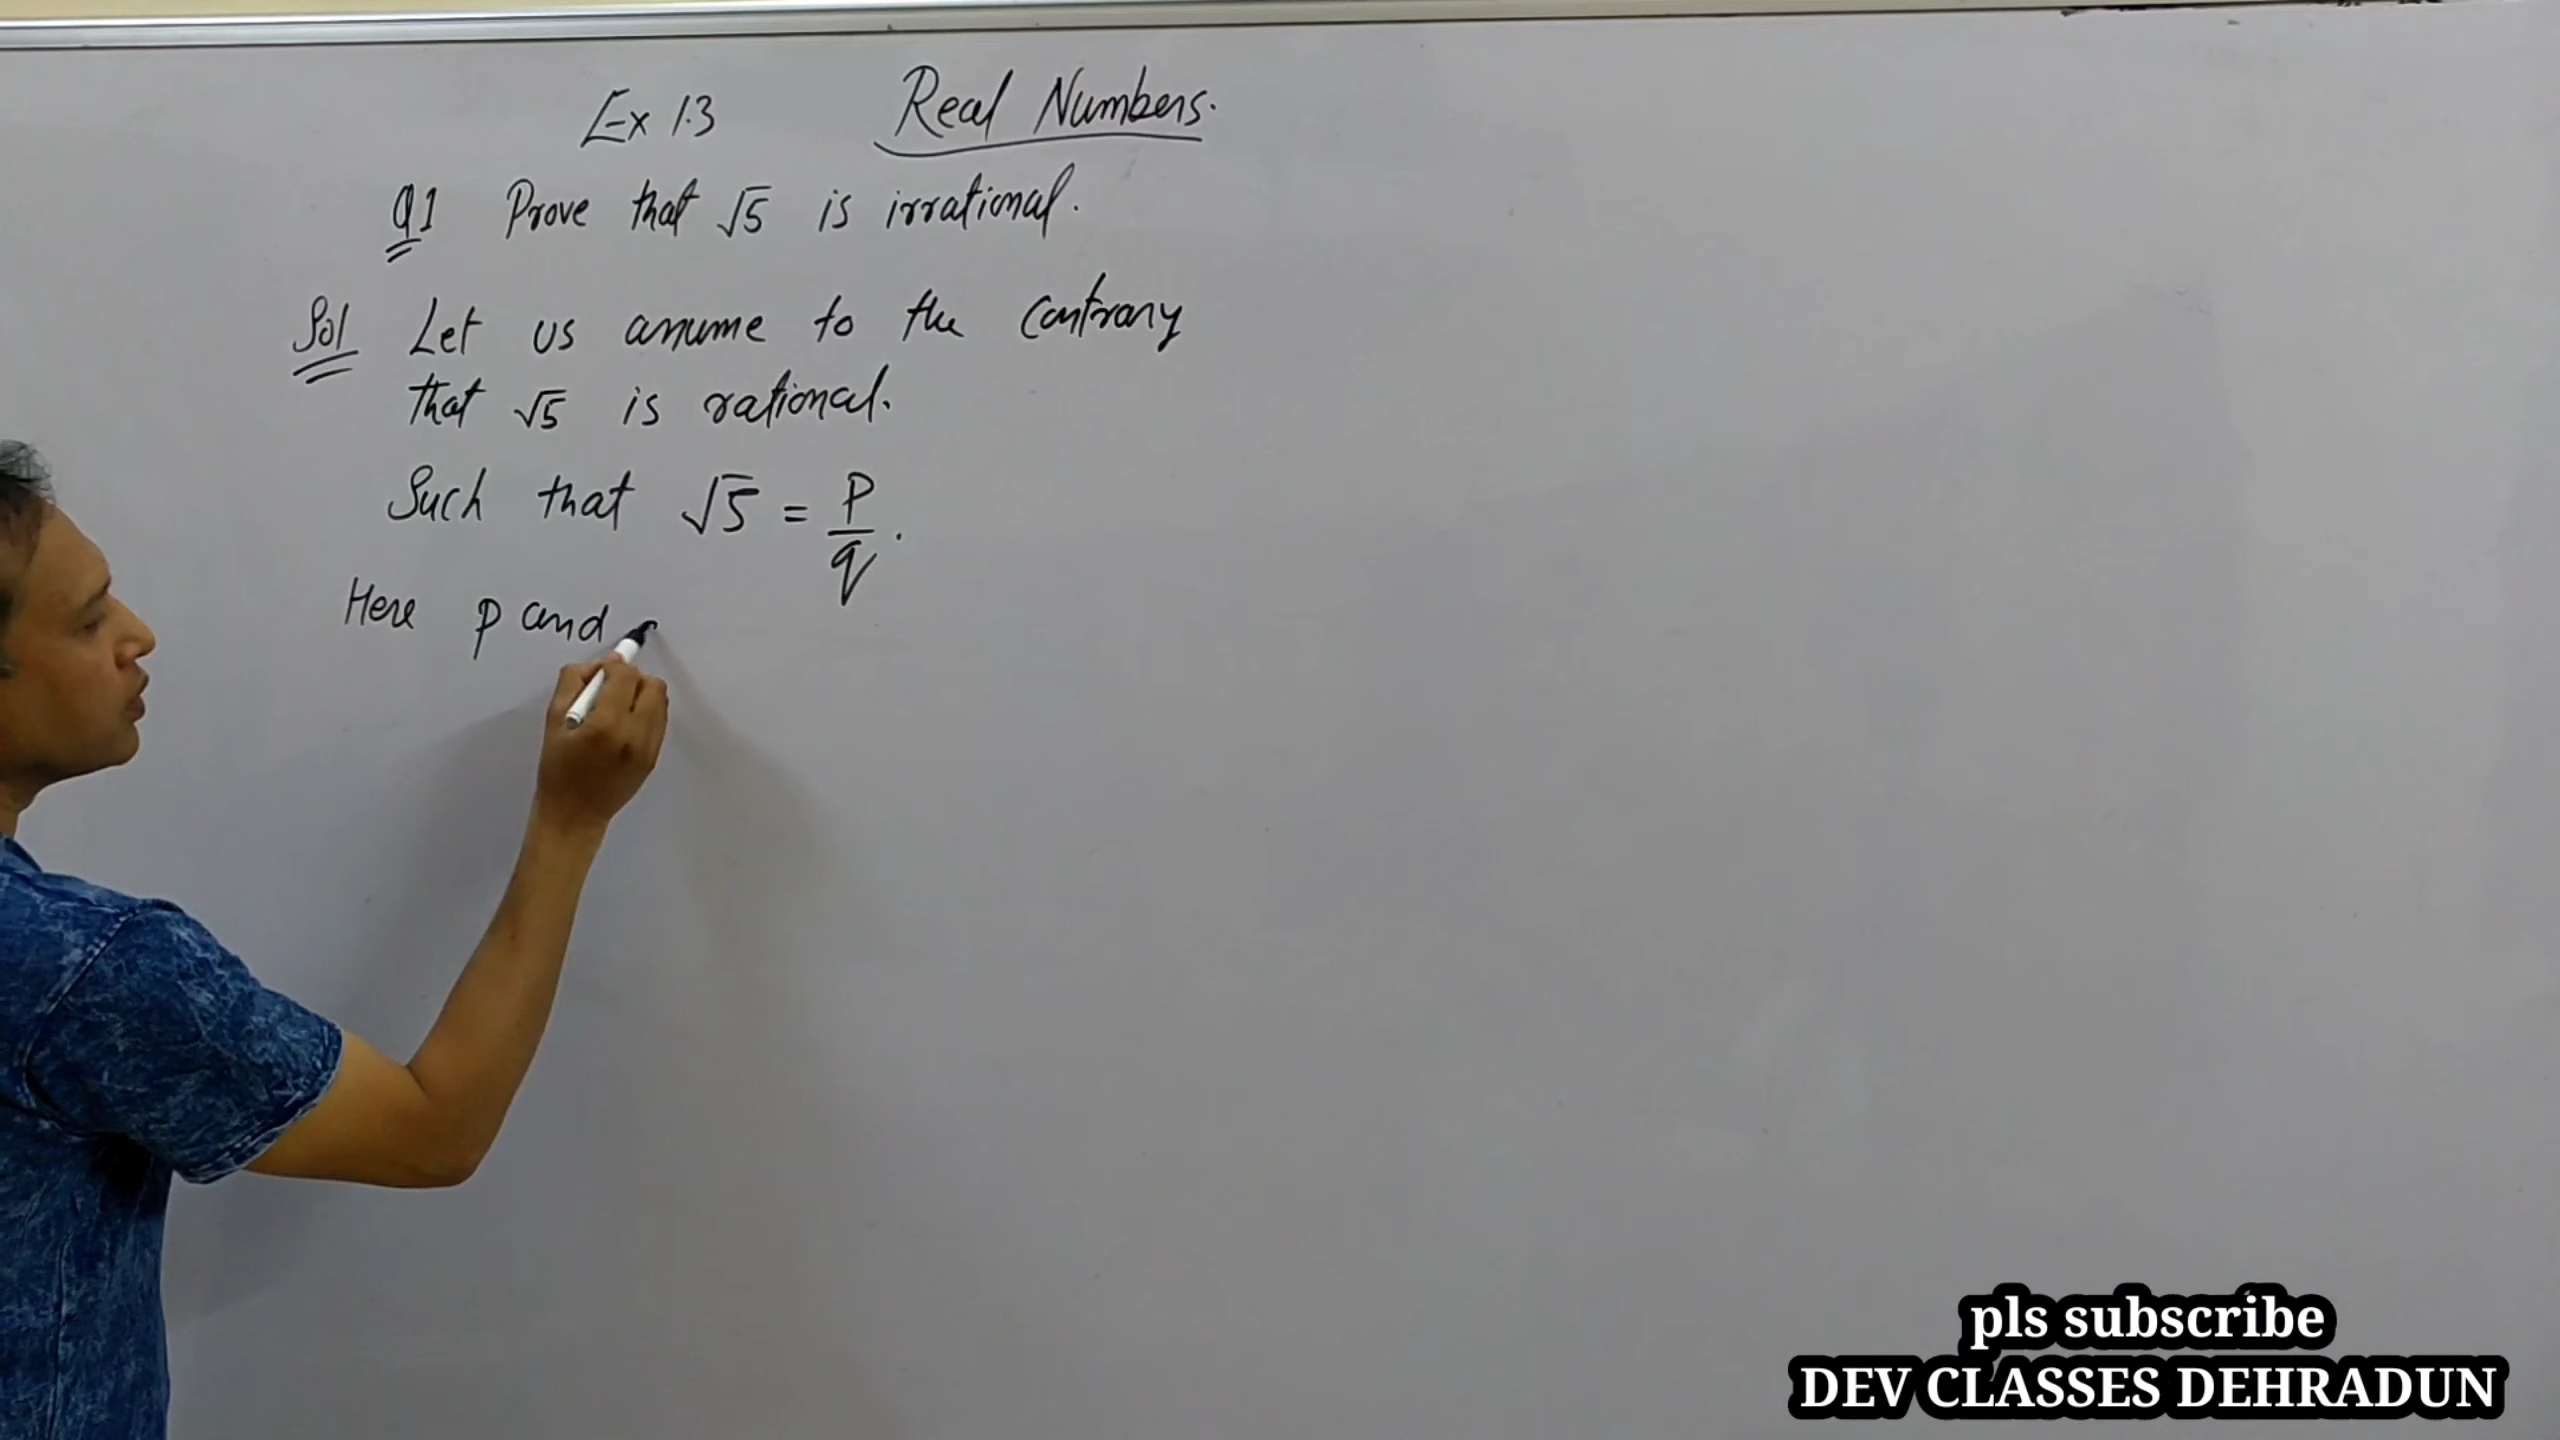 Ex 1.3 Real Numbers.
Q1 Prove that √5 is irrational.
Sol Let us assume to the contrary
that √5 is rational.
Such that √5 = p/q.
Here p and
pls subscribe
DEV CLASSES DEHRADUN